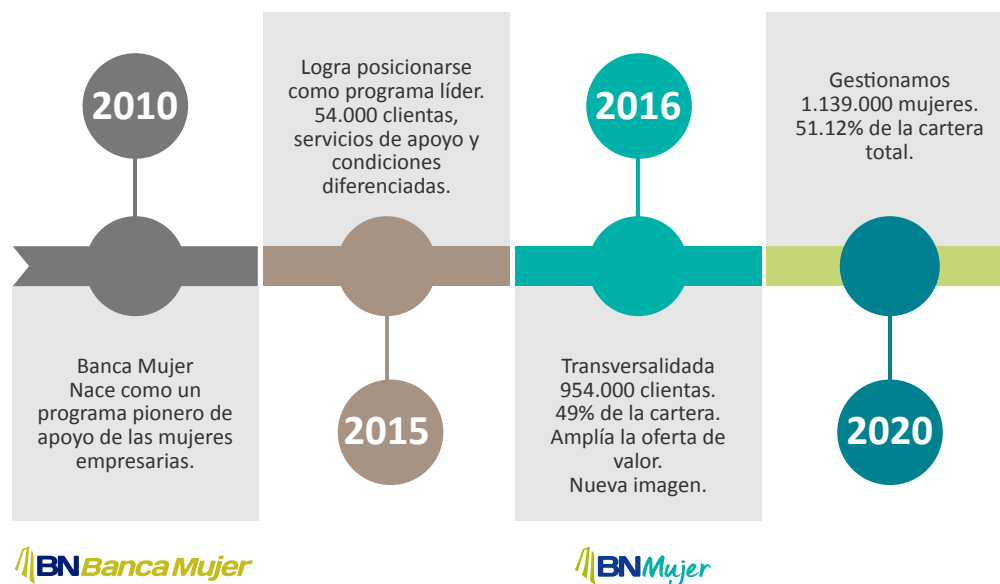 2010
Banca Mujer
Nace como un
programa pionero de
apoyo de las mujeres
empresarias.
Logra posicionarse
como programa líder.
54.000 clientas,
servicios de apoyo y
condiciones
diferenciadas.
2015
2016
Transversalidada
954.000 clientas.
49% de la cartera.
Amplía la oferta de
valor.
Nueva imagen.
Gestionamos
1.139.000 mujeres.
51.12% de la cartera
total.
2020
BN Banca Mujer
BN Mujer